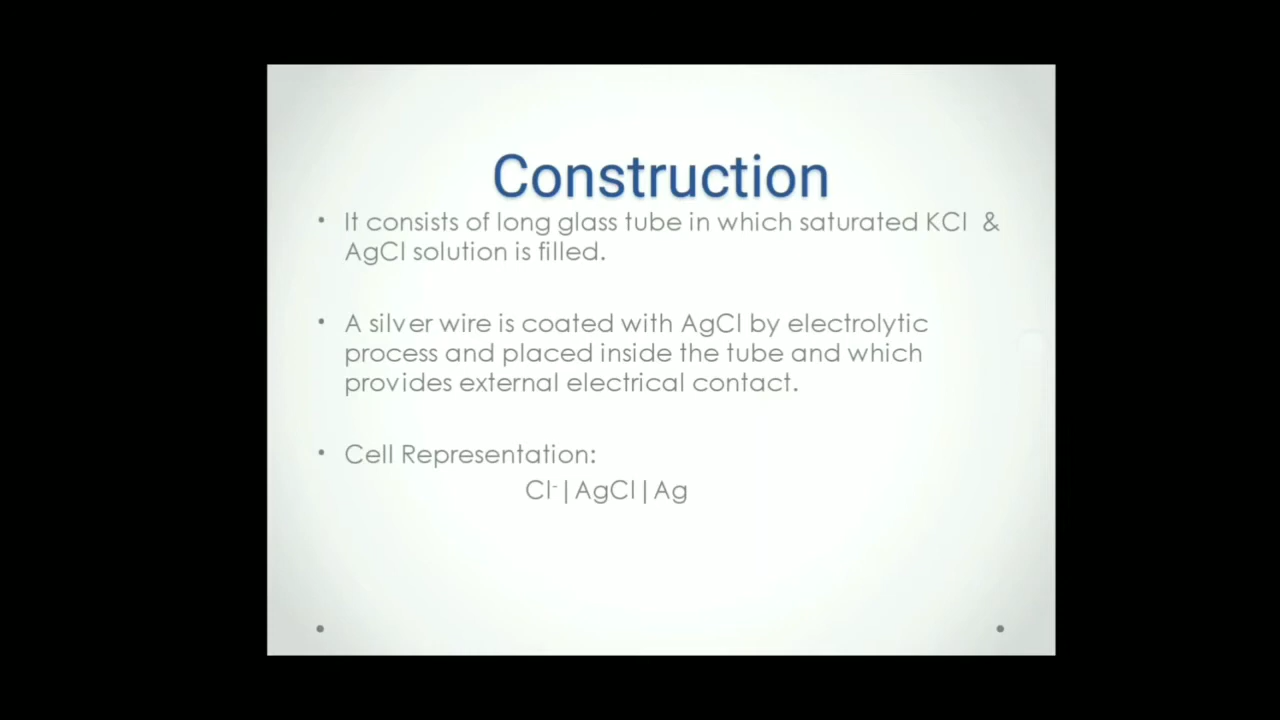 Construction
• It consists of long glass tube in which saturated KCl & 
AgCl solution is filled.
• A silver wire is coated with AgCl by electrolytic
process and placed inside the tube and which
provides external electrical contact.
• Cell Representation:
Cl⁻|AgCl|Ag